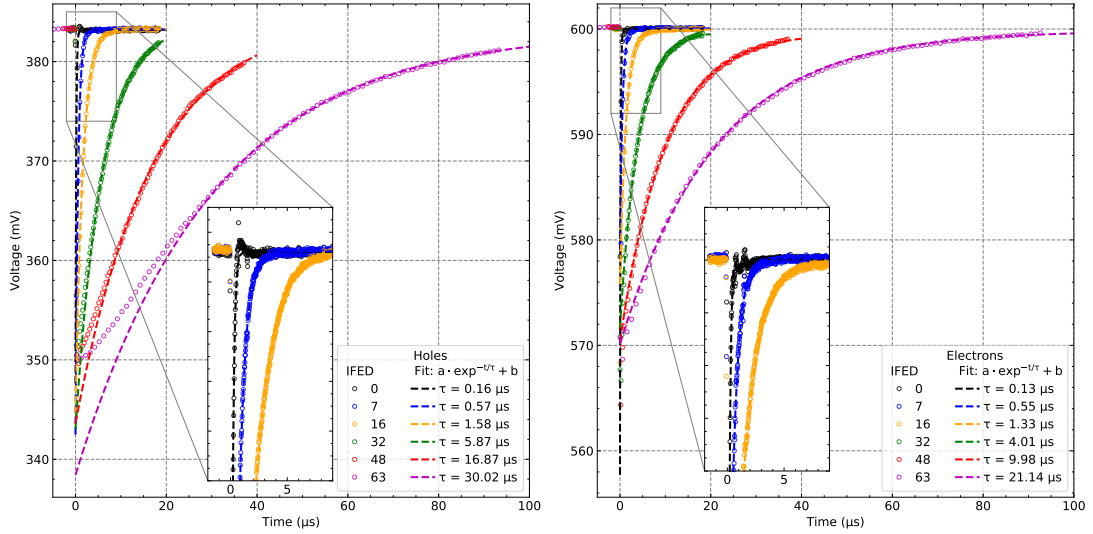 Voltage (mV)
380
370
360
350
340
0 5
Holes
IFED Fit: a·exp⁻ᵗ/ᵗ + b
0 τ = 0.16 μs
7 τ = 0.57 μs
16 τ = 1.58 μs
32 τ = 5.87 μs
48 τ = 16.87 μs
63 τ = 30.02 μs
0 20 40 60 80 100
Time (μs)
Voltage (mV)
600
590
580
570
560
0 5
Electrons
IFED Fit: a·exp⁻ᵗ/ᵗ + b
0 τ = 0.13 μs
7 τ = 0.55 μs
16 τ = 1.33 μs
32 τ = 4.01 μs
48 τ = 9.98 μs
63 τ = 21.14 μs
0 20 40 60 80 100
Time (μs)